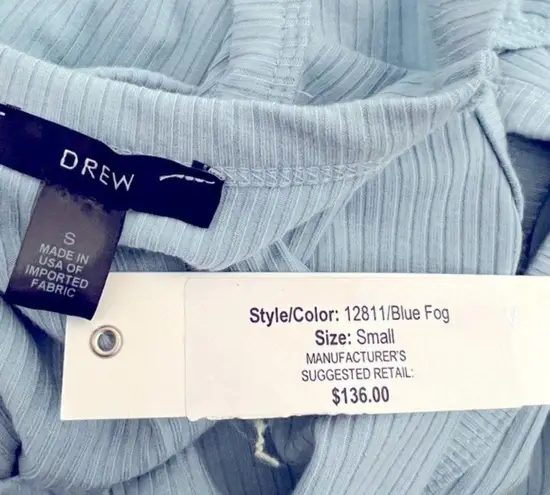 DREW
S
MADE IN
USA OF
IMPORTED
FABRIC
Style/Color: 12811/Blue Fog
Size: Small
MANUFACTURER'S
SUGGESTED RETAIL:
$136.00